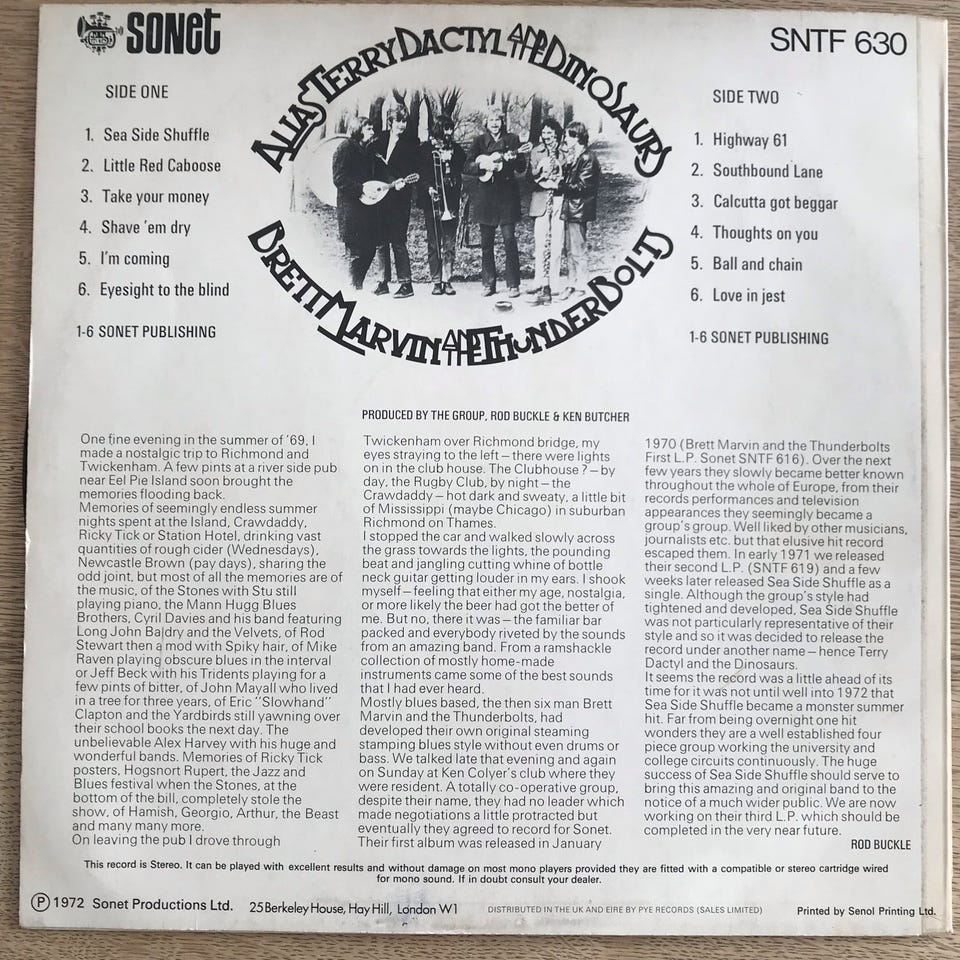 SONET
SNTF 630
ALIAS TERRY DACTYL AND THE DINOSAURS
BRETT MARVIN AND THE THUNDERBOLTS
SIDE ONE
1. Sea Side Shuffle
2. Little Red Caboose
3. Take your money
4. Shave 'em dry
5. I'm coming
6. Eyesight to the blind
1-6 SONET PUBLISHING
SIDE TWO
1. Highway 61
2. Southbound Lane
3. Calcutta got beggar
4. Thoughts on you
5. Ball and chain
6. Love in jest
1-6 SONET PUBLISHING
PRODUCED BY THE GROUP, ROD BUCKLE & KEN BUTCHER
One fine evening in the summer of '69, I
made a nostalgic trip to Richmond and
Twickenham. A few pints at a river side pub
near Eel Pie Island soon brought the
memories flooding back.
Memories of seemingly endless summer
nights spent at the Island, Crawdaddy,
Ricky Tick or Station Hotel, drinking vast
quantities of rough cider (Wednesdays),
Newcastle Brown (pay days), sharing the
odd joint, but most of all the memories are of
the music, of the Stones with Stu still
playing piano, the Mann Hugg Blues
Brothers, Cyril Davies and his band featuring
Long John Baldry and the Velvets, of Rod
Stewart then a mod with Spiky hair, of Mike
Raven playing obscure blues in the interval
or Jeff Beck with his Tridents playing for a
few pints of bitter, of John Mayall who lived
in a tree for three years, of Eric "Slowhand"
Clapton and the Yardbirds still yawning over
their school books the next day. The
unbelievable Alex Harvey with his huge and
wonderful bands. Memories of Ricky Tick
posters, Hogsnort Rupert, the Jazz and
Blues festival when the Stones, at the
bottom of the bill, completely stole the
show, of Hamish, Georgio, Arthur, the Beast
and many many more.
On leaving the pub I drove through
Twickenham over Richmond bridge, my
eyes straying to the left – there were lights
on in the club house. The Clubhouse? – by
day, the Rugby Club, by night – the
Crawdaddy – hot dark and sweaty, a little bit
of Mississippi (maybe Chicago) in suburban
Richmond on Thames.
I stopped the car and walked slowly across
the grass towards the lights, the pounding
beat and jangling cutting whine of bottle
neck guitar getting louder in my ears. I shook
myself – feeling that either my age, nostalgia,
or more likely the beer had got the better of
me. But no, there it was – the familiar bar
packed and everybody riveted by the sounds
from an amazing band. From a ramshackle
collection of mostly home-made
instruments came some of the best sounds
that I had ever heard.
Mostly blues based, the then six man Brett
Marvin and the Thunderbolts, had
developed their own original steaming
stamping blues style without even drums or
bass. We talked late that evening and again
on Sunday at Ken Colyer's club where they
were resident. A totally co-operative group,
despite their name, they had no leader which
made negotiations a little protracted but
eventually they agreed to record for Sonet.
Their first album was released in January
1970 (Brett Marvin and the Thunderbolts
First L.P. Sonet SNTF 616). Over the next
few years they slowly became better known
throughout the whole of Europe, from their
records performances and television
appearances they seemingly became a
group's group. Well liked by other musicians,
journalists etc. but that elusive hit record
escaped them. In early 1971 we released
their second L.P. (SNTF 619) and a few
weeks later released Sea Side Shuffle as a
single. Although the group's style had
tightened and developed, Sea Side Shuffle
was not particularly representative of their
style and so it was decided to release the
record under another name – hence Terry
Dactyl and the Dinosaurs.
It seems the record was a little ahead of its
time for it was not until well into 1972 that
Sea Side Shuffle became a monster summer
hit. Far from being overnight one hit
wonders they are a well established four
piece group working the university and
college circuits continuously. The huge
success of Sea Side Shuffle should serve to
bring this amazing and original band to the
notice of a much wider public. We are now
working on their third L.P. which should be
completed in the very near future.
ROD BUCKLE
This record is Stereo. It can be played with excellent results and without damage on most mono players provided they are fitted with a compatible or stereo cartridge wired
for mono sound. If in doubt consult your dealer.
Ⓟ 1972 Sonet Productions Ltd. 25 Berkeley House, Hay Hill, London W1 DISTRIBUTED IN THE UK AND EIRE BY PYE RECORDS (SALES LIMITED) Printed by Senol Printing Ltd.